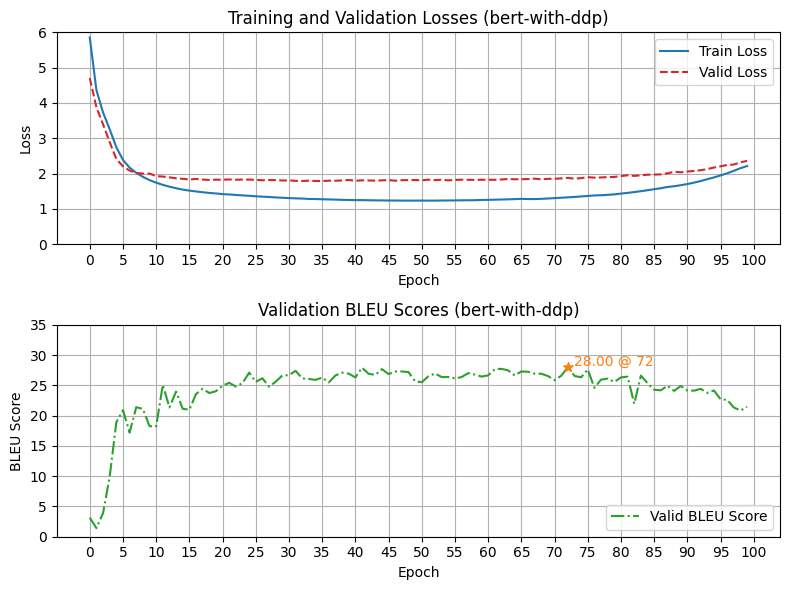 Training and Validation Losses (bert-with-ddp)
6
5
4
3
2
1
0
Loss
Train Loss
Valid Loss
0 5 10 15 20 25 30 35 40 45 50 55 60 65 70 75 80 85 90 95 100
Epoch
Validation BLEU Scores (bert-with-ddp)
35
30
25
20
15
10
5
0
BLEU Score
28.00 @ 72
Valid BLEU Score
0 5 10 15 20 25 30 35 40 45 50 55 60 65 70 75 80 85 90 95 100
Epoch